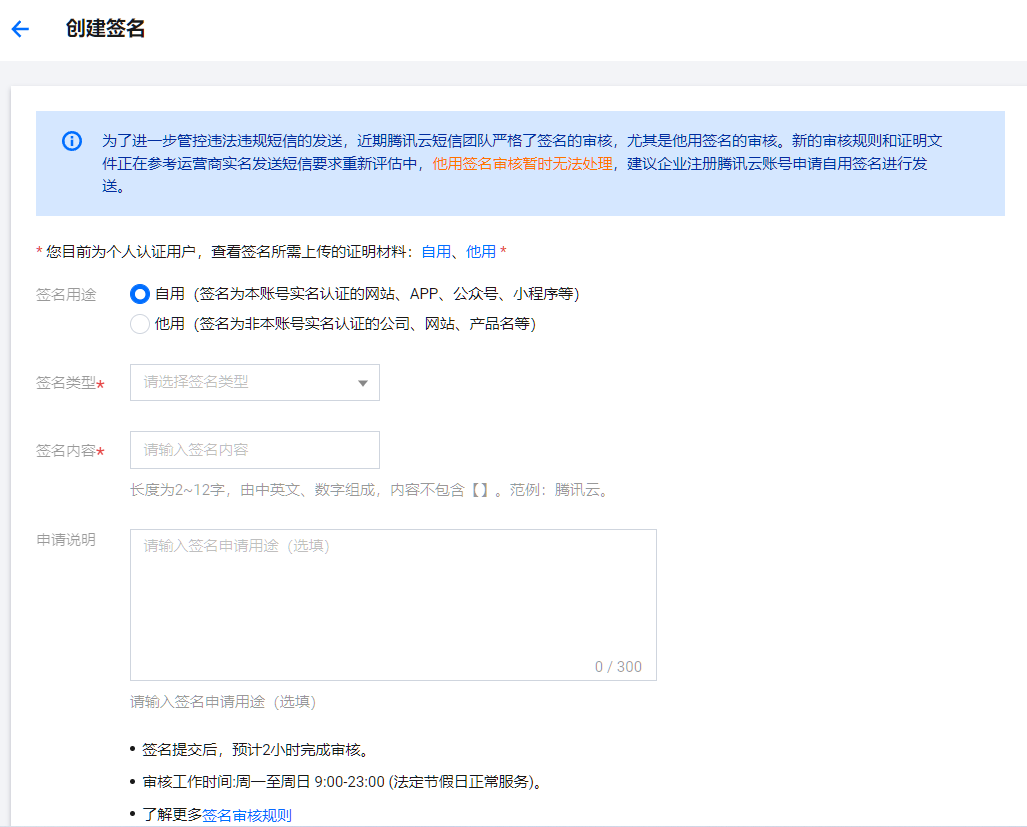 创建签名
为了进一步管控违法违规短信的发送，近期腾讯云短信团队严格了签名的审核，尤其是他用签名的审核。新的审核规则和证明文
件正在参考运营商实名发送短信要求重新评估中，他用签名审核暂时无法处理，建议企业注册腾讯云账号申请自用签名进行发
送。
* 您目前为个人认证用户，查看签名所需上传的证明材料：自用、他用 *
签名用途
自用（签名为本账号实名认证的网站、APP、公众号、小程序等）
他用（签名为非本账号实名认证的公司、网站、产品名等）
签名类型*
请选择签名类型
签名内容*
请输入签名内容
长度为2~12字，由中英文、数字组成，内容不包含【】。范例：腾讯云。
申请说明
请输入签名申请用途（选填）
0 / 300
请输入签名申请用途（选填）
• 签名提交后，预计2小时完成审核。
• 审核工作时间:周一至周日 9:00-23:00 (法定节假日正常服务)。
• 了解更多签名审核规则